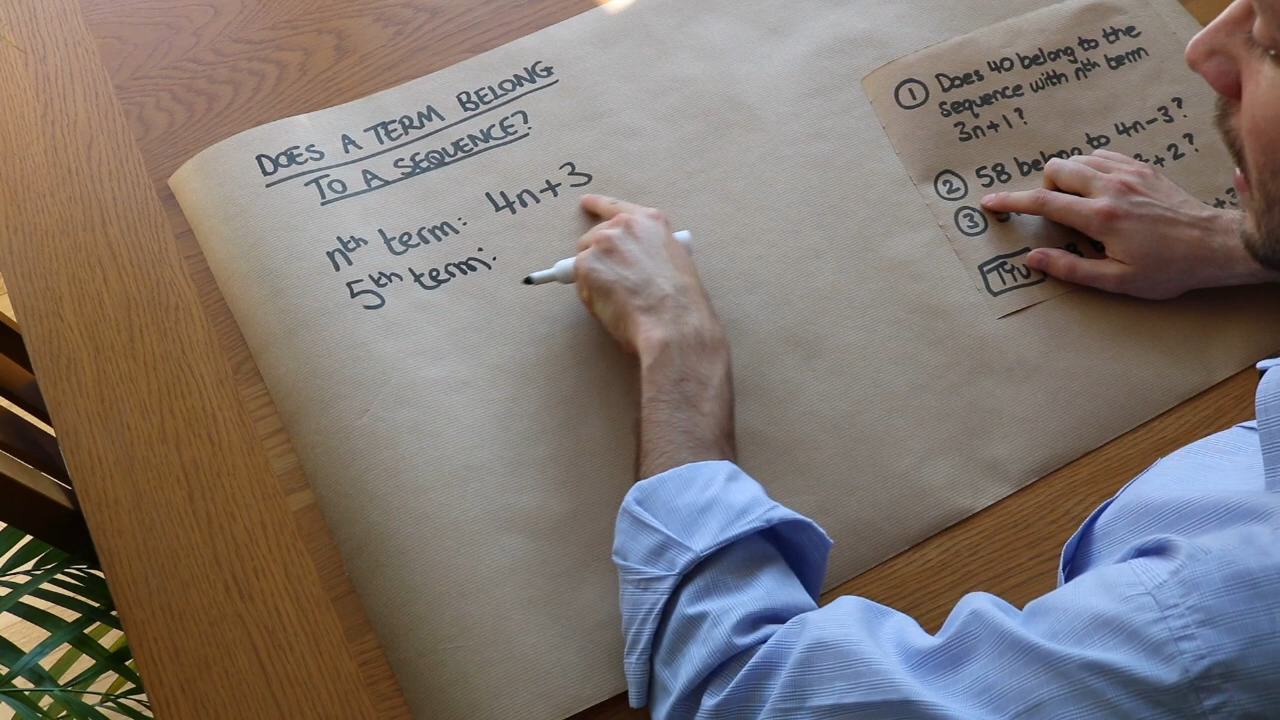 DOES A TERM BELONG
TO A SEQUENCE?
nth term: 4n+3
5th term:
① Does 40 belong to the
sequence with nth term
3n+1?
② 58 belong to 4n-3?
③ +2?